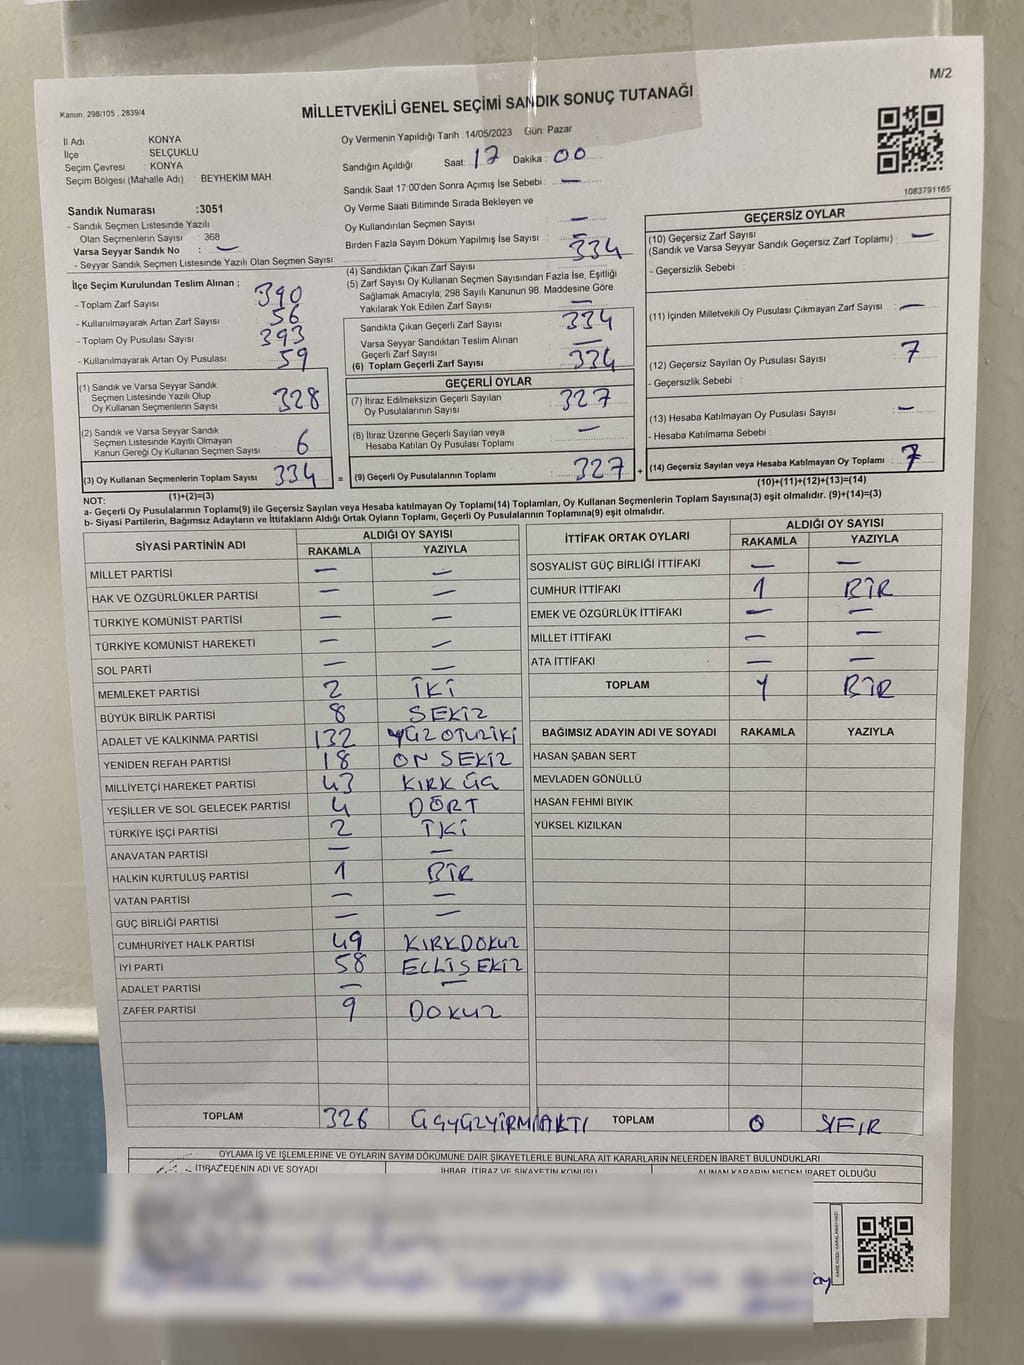 M/2
Kanun. 298/105 , 2839/4
MİLLETVEKİLİ GENEL SEÇİMİ SANDIK SONUÇ TUTANAĞI
İl Adı KONYA
İlçe SELÇUKLU
Seçim Çevresi : KONYA
Seçim Bölgesi (Mahalle Adı) : BEYHEKİM MAH.
Oy Vermenin Yapıldığı Tarih 14/05/2023 Gün: Pazar
Sandığın Açıldığı Saat: 17 Dakika : 00
Sandık Saat 17:00'den Sonra Açmış İse Sebebi : —
Oy Verme Saati Bitiminde Sırada Bekleyen ve
Oy Kullandırılan Seçmen Sayısı —
Birden Fazla Sayım Döküm Yapılmış İse Sayısı : —
1083791165
Sandık Numarası :3051
- Sandık Seçmen Listesinde Yazılı
Olan Seçmenlerin Sayısı : 368
Varsa Seyyar Sandık No : —
- Seyyar Sandık Seçmen Listesinde Yazılı Olan Seçmen Sayısı
İlçe Seçim Kurulundan Teslim Alınan ;
- Toplam Zarf Sayısı : 390
- Kullanılmayarak Artan Zarf Sayısı : 56
- Toplam Oy Pusulası Sayısı : 393
- Kullanılmayarak Artan Oy Pusulası : 59
(1) Sandık ve Varsa Seyyar Sandık
Seçmen Listesinde Yazılı Olup
Oy Kullanan Seçmenlerin Sayısı : 328
(2) Sandık ve Varsa Seyyar Sandık
Seçmen Listesinde Kayıtlı Olmayan
Kanun Gereği Oy Kullanan Seçmen Sayısı : 6
(3) Oy Kullanan Seçmenlerin Toplam Sayısı : 334 =
(1)+(2)=(3)
(4) Sandıktan Çıkan Zarf Sayısı : 334
(5) Zarf Sayısı Oy Kullanan Seçmen Sayısından Fazla İse, Eşitliği
Sağlamak Amacıyla; 298 Sayılı Kanunun 98. Maddesine Göre
Yakılarak Yok Edilen Zarf Sayısı : —
Sandıkta Çıkan Geçerli Zarf Sayısı : 334
Varsa Seyyar Sandıktan Teslim Alınan
Geçerli Zarf Sayısı : —
(6) Toplam Geçerli Zarf Sayısı : 334
GEÇERLİ OYLAR
(7) İtiraz Edilmeksizin Geçerli Sayılan
Oy Pusulalarının Sayısı : 327
(8) İtiraz Üzerine Geçerli Sayılan veya
Hesaba Katılan Oy Pusulası Toplamı : —
(9) Geçerli Oy Pusulalarının Toplamı : 327 +
GEÇERSİZ OYLAR
(10) Geçersiz Zarf Sayısı
(Sandık ve Varsa Seyyar Sandık Geçersiz Zarf Toplamı) : —
- Geçersizlik Sebebi :
(11) İçinden Milletvekili Oy Pusulası Çıkmayan Zarf Sayısı : —
(12) Geçersiz Sayılan Oy Pusulası Sayısı : 7
- Geçersizlik Sebebi :
(13) Hesaba Katılmayan Oy Pusulası Sayısı : —
- Hesaba Katılmama Sebebi :
(14) Geçersiz Sayılan veya Hesaba Katılmayan Oy Toplamı : 7
(10)+(11)+(12)+(13)=(14)
NOT:
a- Geçerli Oy Pusulalarının Toplamı(9) ile Geçersiz Sayılan veya Hesaba katılmayan Oy Toplamı(14) Toplamları, Oy Kullanan Seçmenlerin Toplam Sayısına(3) eşit olmalıdır. (9)+(14)=(3)
b- Siyasi Partilerin, Bağımsız Adayların ve İttifakların Aldığı Ortak Oyların Toplamı, Geçerli Oy Pusulalarının Toplamına(9) eşit olmalıdır.
SİYASİ PARTİNİN ADI ALDIĞI OY SAYISI
RAKAMLA YAZIYLA
MİLLET PARTİSİ — —
HAK VE ÖZGÜRLÜKLER PARTİSİ — —
TÜRKİYE KOMÜNİST PARTİSİ — —
TÜRKİYE KOMÜNİST HAREKETİ — —
SOL PARTİ — —
MEMLEKET PARTİSİ 2 İKİ
BÜYÜK BİRLİK PARTİSİ 8 SEKİZ
ADALET VE KALKINMA PARTİSİ 132 YÜZOTUZİKİ
YENİDEN REFAH PARTİSİ 18 ON SEKİZ
MİLLİYETÇİ HAREKET PARTİSİ 43 KIRK ÜÇ
YEŞİLLER VE SOL GELECEK PARTİSİ 4 DÖRT
TÜRKİYE İŞÇİ PARTİSİ 2 İKİ
ANAVATAN PARTİSİ — —
HALKIN KURTULUŞ PARTİSİ 1 BİR
VATAN PARTİSİ — —
GÜÇ BİRLİĞİ PARTİSİ — —
CUMHURİYET HALK PARTİSİ 49 KIRKDOKUZ
İYİ PARTİ 58 ELLİSEKİZ
ADALET PARTİSİ — —
ZAFER PARTİSİ 9 DOKUZ
TOPLAM 326 ÜÇYÜZYİRMİALTI
İTTİFAK ORTAK OYLARI ALDIĞI OY SAYISI
RAKAMLA YAZIYLA
SOSYALİST GÜÇ BİRLİĞİ İTTİFAKI — —
CUMHUR İTTİFAKI 1 BİR
EMEK VE ÖZGÜRLÜK İTTİFAKI — —
MİLLET İTTİFAKI — —
ATA İTTİFAKI — —
TOPLAM 1 BİR
BAĞIMSIZ ADAYIN ADI VE SOYADI RAKAMLA YAZIYLA
HASAN ŞABAN SERT
MEVLADEN GÖNÜLLÜ
HASAN FEHMİ BIYIK
YÜKSEL KIZILKAN
TOPLAM 0 SIFIR
OYLAMA İŞ VE İŞLEMLERİNE VE OYLARIN SAYIM DÖKÜMÜNE DAİR ŞİKAYETLERLE BUNLARA AİT KARARLARIN NELERDEN İBARET BULUNDUKLARI
İTİRAZ EDENİN ADI VE SOYADI İHBAR, İTİRAZ VE ŞİKAYETİN KONUSU ALINAN KARARIN NEDEN İBARET OLDUĞU